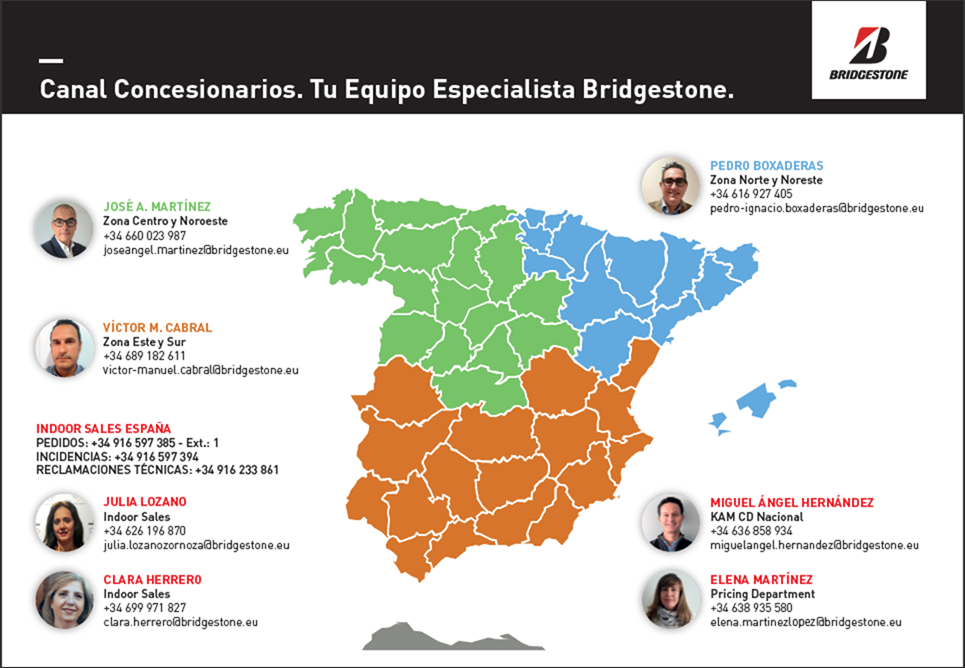 BRIDGESTONE
Canal Concesionarios. Tu Equipo Especialista Bridgestone.
PEDRO BOXADERAS
Zona Norte y Noreste
+34 616 927 405
pedro-ignacio.boxaderas@bridgestone.eu
JOSÉ A. MARTÍNEZ
Zona Centro y Noroeste
+34 660 023 987
joseangel.martinez@bridgestone.eu
VÍCTOR M. CABRAL
Zona Este y Sur
+34 689 182 611
victor-manuel.cabral@bridgestone.eu
INDOOR SALES ESPAÑA
PEDIDOS: +34 916 597 385 - Ext.: 1
INCIDENCIAS: +34 916 597 394
RECLAMACIONES TÉCNICAS: +34 916 233 861
JULIA LOZANO
Indoor Sales
+34 626 196 870
julia.lozanozornoza@bridgestone.eu
CLARA HERRERO
Indoor Sales
+34 699 971 827
clara.herrero@bridgestone.eu
MIGUEL ÁNGEL HERNÁNDEZ
KAM CD Nacional
+34 636 858 934
miguelangel.hernandez@bridgestone.eu
ELENA MARTÍNEZ
Pricing Department
+34 638 935 580
elena.martinezlopez@bridgestone.eu